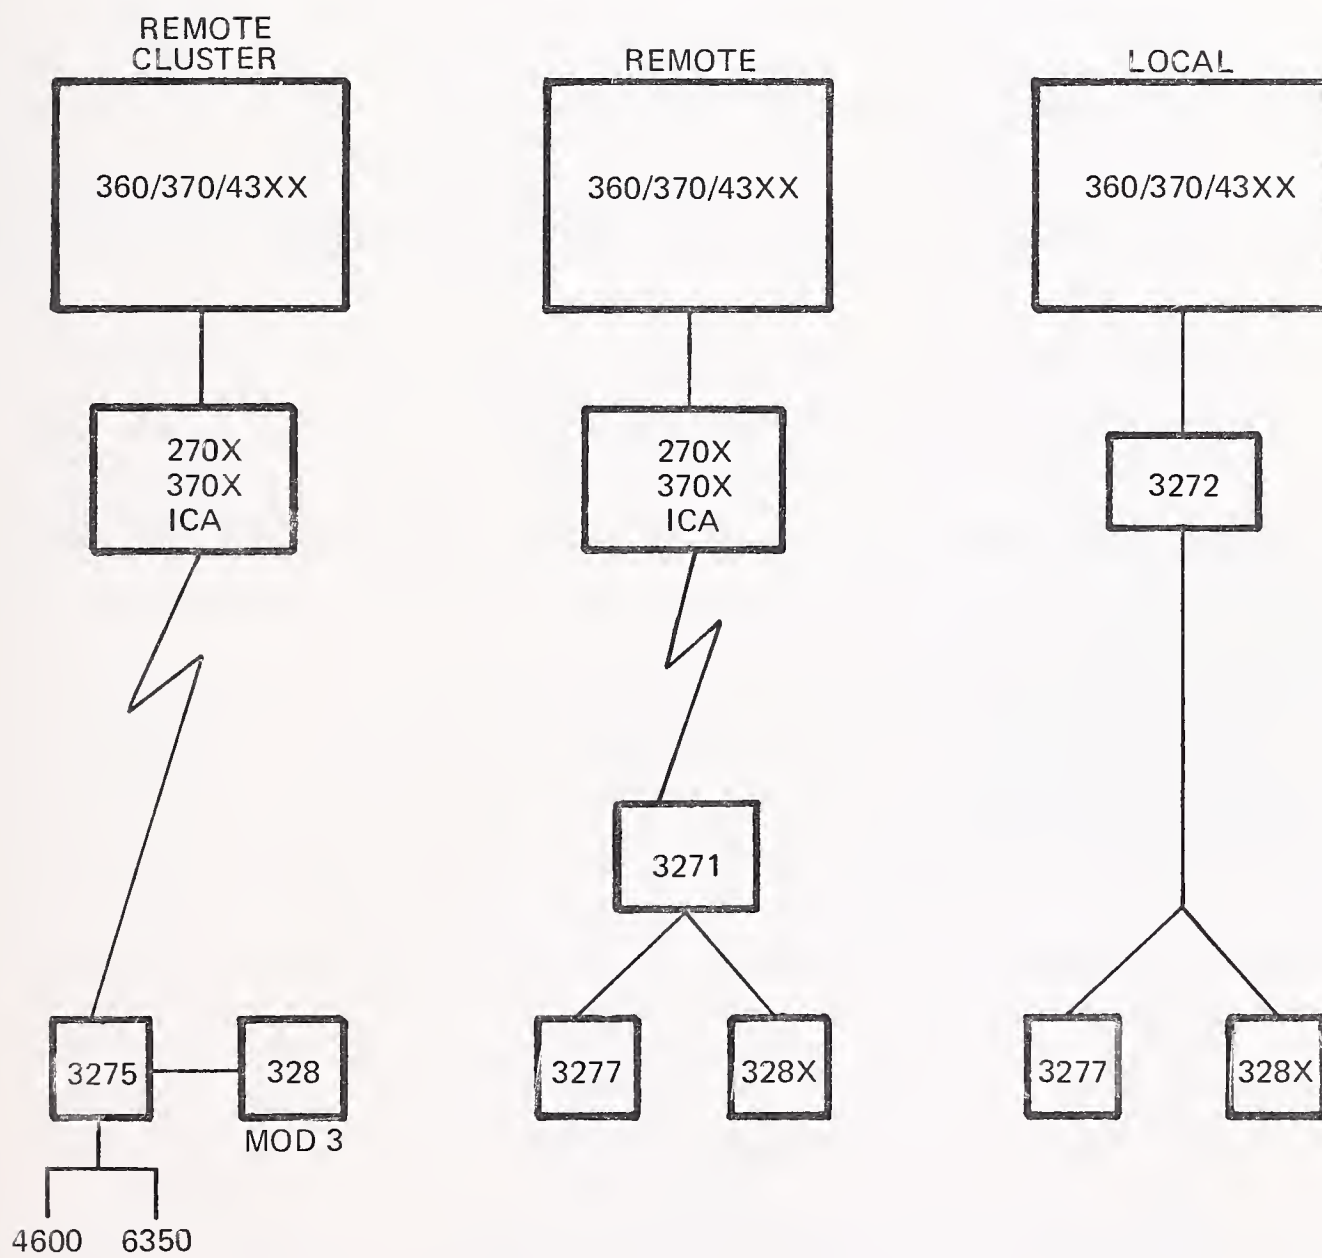 REMOTE
CLUSTER
360/370/43XX
270X
370X
ICA
3275
328
MOD 3
4600
6350
REMOTE
360/370/43XX
270X
370X
ICA
3271
3277
328X
LOCAL
360/370/43XX
3272
3277
328X